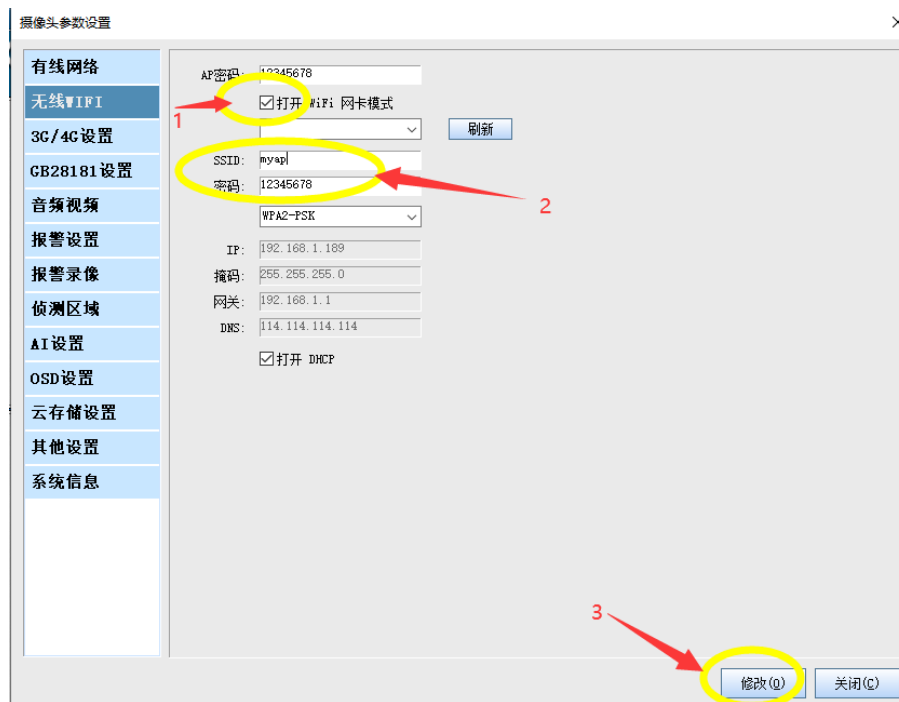 摄像头参数设置
有线网络
无线WIFI
3G/4G设置
GB28181设置
音频视频
报警设置
报警录像
侦测区域
AI设置
OSD设置
云存储设置
其他设置
系统信息
AP密码: 12345678
打开 WiFi 网卡模式
1
刷新
SSID: myap
密码: 12345678
2
WPA2-PSK
IP: 192.168.1.189
掩码: 255.255.255.0
网关: 192.168.1.1
DNS: 114.114.114.114
打开 DHCP
3
修改(O) 关闭(C)